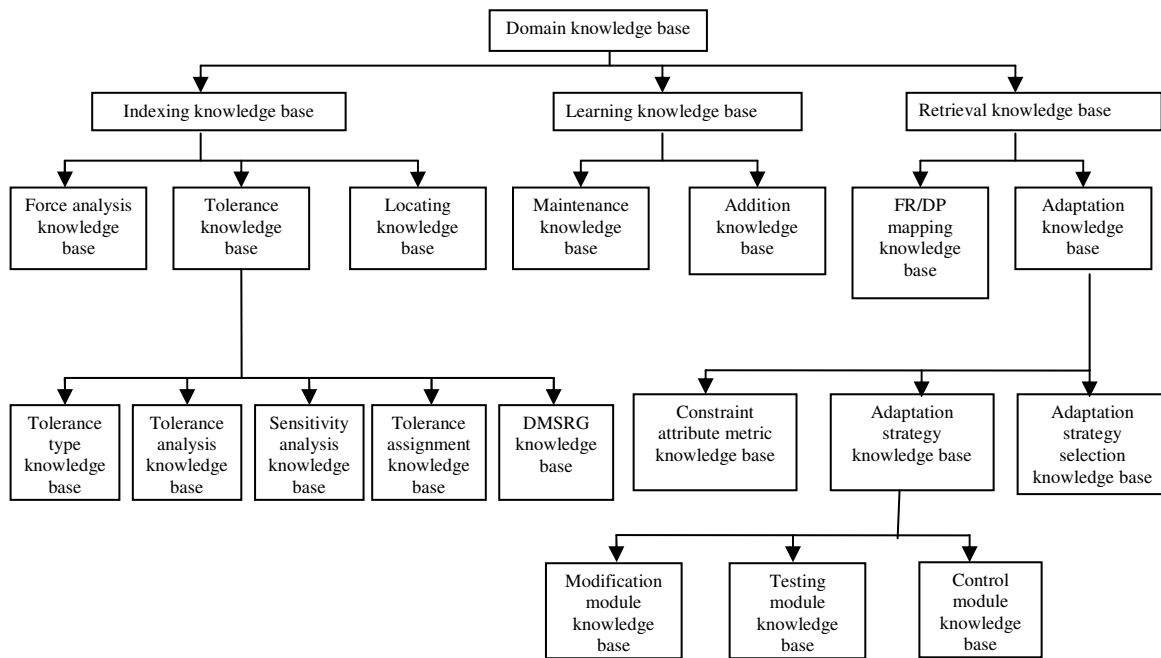 Domain knowledge base
Indexing knowledge base
Learning knowledge base
Retrieval knowledge base
Force analysis
knowledge
base
Tolerance
knowledge
base
Locating
knowledge
base
Maintenance
knowledge
base
Addition
knowledge
base
FR/DP
mapping
knowledge
base
Adaptation
knowledge
base
Tolerance
type
knowledge
base
Tolerance
analysis
knowledge
base
Sensitivity
analysis
knowledge
base
Tolerance
assignment
knowledge
base
DMSRG
knowledge
base
Constraint
attribute metric
knowledge base
Adaptation
strategy
knowledge base
Adaptation
strategy
selection
knowledge base
Modification
module
knowledge
base
Testing
module
knowledge
base
Control
module
knowledge
base